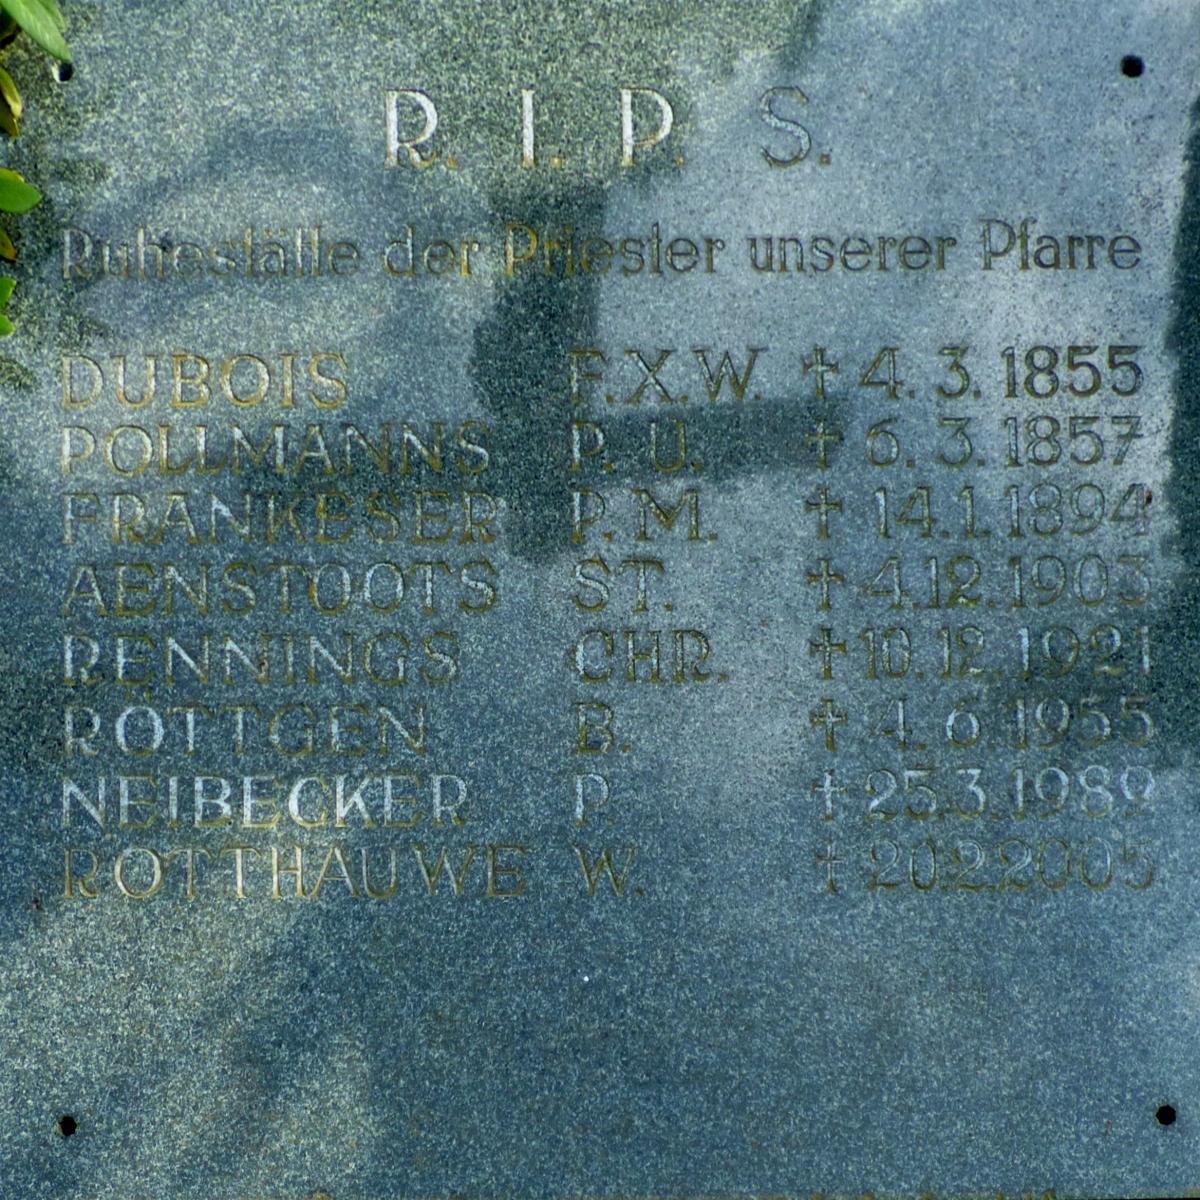 R. I. P. S.
Ruhestätte der Priester unserer Pfarre
DUBOIS F.X.W. † 4. 3. 1855
POLLMANNS P. U. † 6. 3. 1857
FRANKESER P. M. † 14.1.1894
AENSTOOTS ST. † 4.12.1903
RENNINGS CHR. † 10.12.1921
RÖTTGEN B. † 4. 6.1955
NEIBECKER P. † 25.3.1989
ROTTHAUWE W. † 20.2.2005